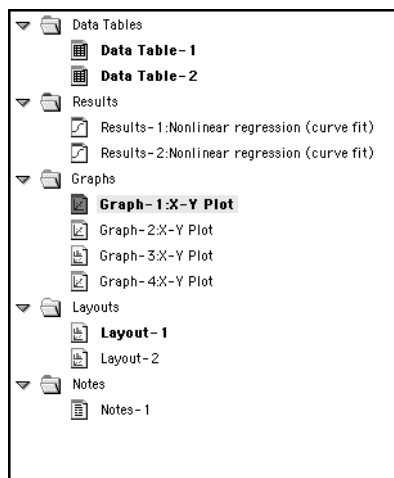 Data Tables
Data Table-1
Data Table-2
Results
Results-1:Nonlinear regression (curve fit)
Results-2:Nonlinear regression (curve fit)
Graphs
Graph-1:X-Y Plot
Graph-2:X-Y Plot
Graph-3:X-Y Plot
Graph-4:X-Y Plot
Layouts
Layout-1
Layout-2
Notes
Notes-1